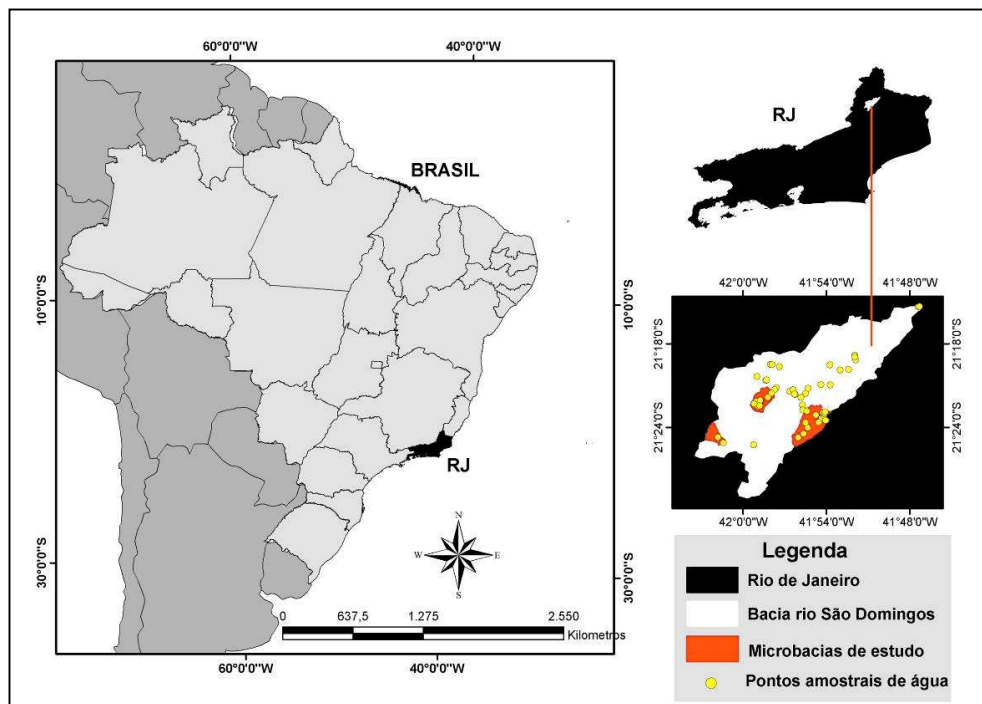 60°0'0"W
40°0'0"W
BRASIL
RJ
10°0'0"S
10°0'0"S
30°0'0"S
30°0'0"S
N
W
E
S
0
637,5
1.275
2.550
Kilometros
60°0'0"W
40°0'0"W
RJ
42°0'0"W
41°54'0"W
41°48'0"W
21°18'0"S
21°18'0"S
21°24'0"S
21°24'0"S
42°0'0"W
41°54'0"W
41°48'0"W
Legenda
Rio de Janeiro
Bacia rio São Domingos
Microbacias de estudo
Pontos amostrais de água